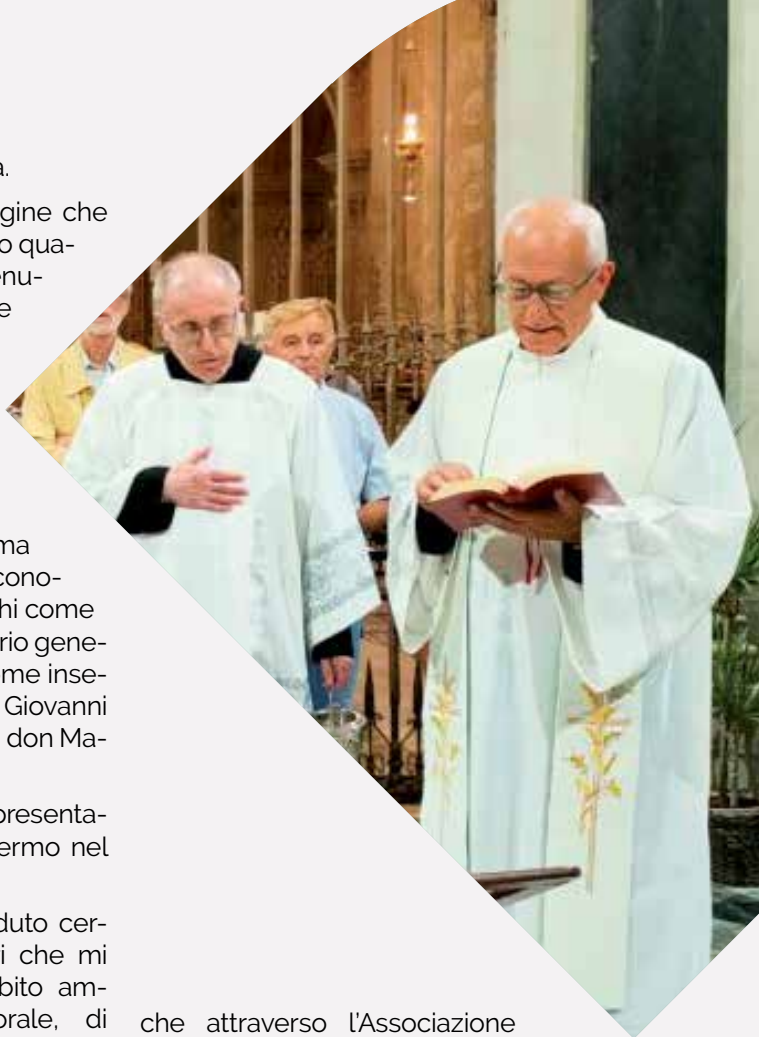 a.
gine che
o qua-
enu-
e
ma
cono-
chi come
rio gene-
me inse-
Giovanni
don Ma-
presenta-
ermo nel
duto cer-
i che mi
bito am-
orale, di
che attraverso l'Associazione